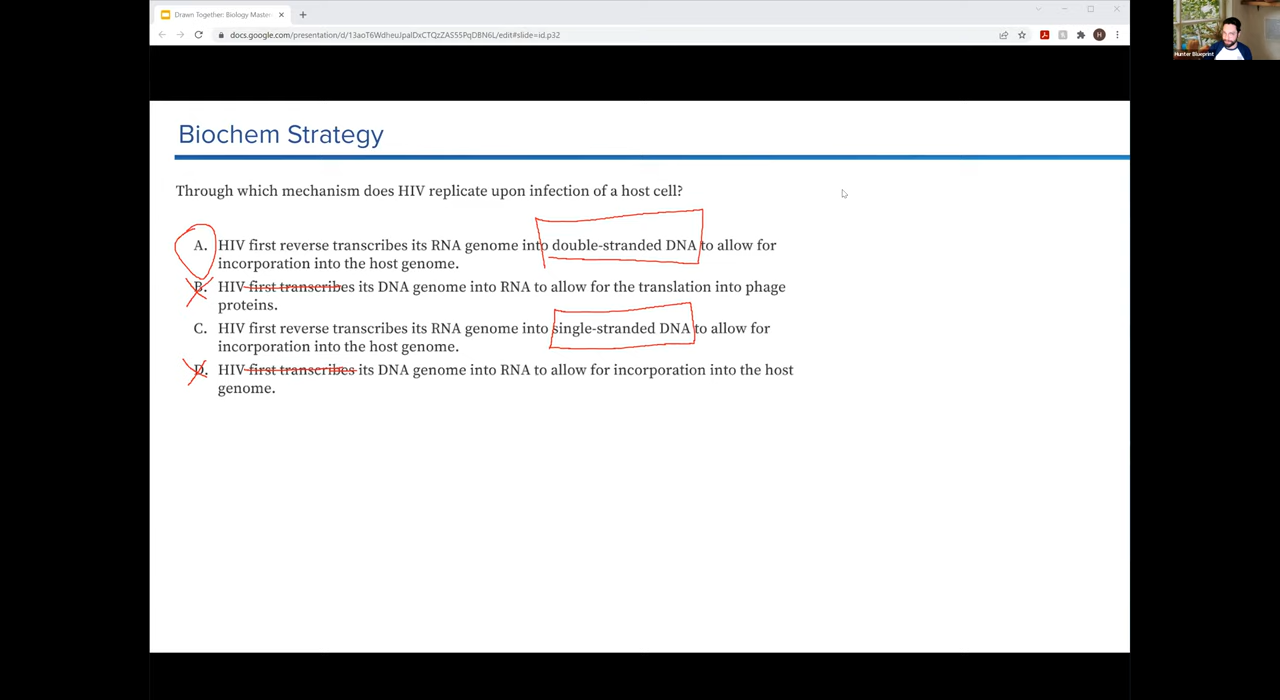 Drawn Together: Biology Master
docs.google.com/presentation/d/13aoT6WdheuJpalDxCTQzZAS55PqDBN6L/edit#slide=id.p32
H
Hunter Blueprint
Biochem Strategy
Through which mechanism does HIV replicate upon infection of a host cell?
A. HIV first reverse transcribes its RNA genome into double-stranded DNA to allow for
incorporation into the host genome.
B. HIV first transcribes its DNA genome into RNA to allow for the translation into phage
proteins.
C. HIV first reverse transcribes its RNA genome into single-stranded DNA to allow for
incorporation into the host genome.
D. HIV first transcribes its DNA genome into RNA to allow for incorporation into the host
genome.